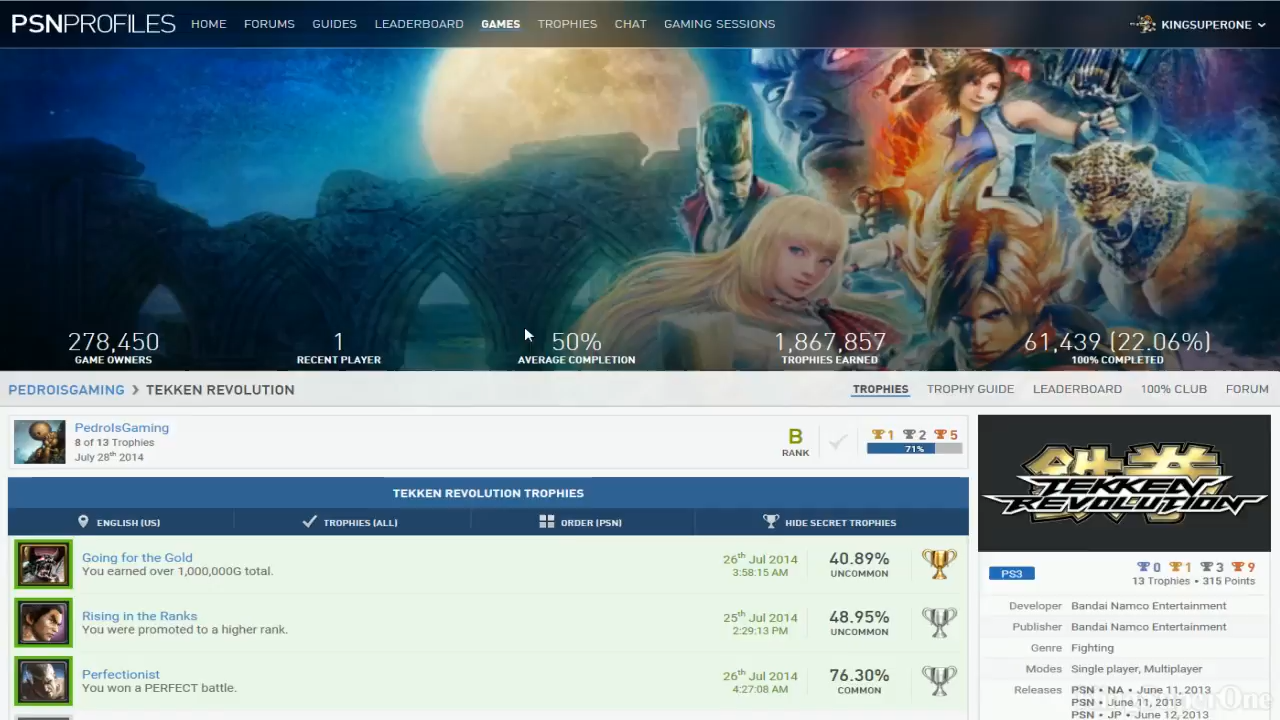 PSNPROFILES HOME FORUMS GUIDES LEADERBOARD GAMES TROPHIES CHAT GAMING SESSIONS KINGSUPERONE
278,450 1 50% 1,867,857 61,439 (22.06%)
GAME OWNERS RECENT PLAYER AVERAGE COMPLETION TROPHIES EARNED 100% COMPLETED
PEDROISGAMING > TEKKEN REVOLUTION TROPHIES TROPHY GUIDE LEADERBOARD 100% CLUB FORUM
PedroIsGaming
8 of 13 Trophies
July 28th 2014
B
RANK
1 2 5
71%
TEKKEN REVOLUTION TROPHIES
ENGLISH (US) TROPHIES (ALL) ORDER (PSN) HIDE SECRET TROPHIES
Going for the Gold
You earned over 1,000,000G total.
26th Jul 2014
3:58:15 AM
40.89%
UNCOMMON
Rising in the Ranks
You were promoted to a higher rank.
25th Jul 2014
2:29:13 PM
48.95%
UNCOMMON
Perfectionist
You won a PERFECT battle.
26th Jul 2014
4:27:08 AM
76.30%
COMMON
鉄拳
TEKKEN
REVOLUTION
PS3
0 1 3 9
13 Trophies • 315 Points
Developer Bandai Namco Entertainment
Publisher Bandai Namco Entertainment
Genre Fighting
Modes Single player, Multiplayer
Releases PSN • NA • June 11, 2013
PSN • June 11, 2013
PSN • JP • June 12, 2013